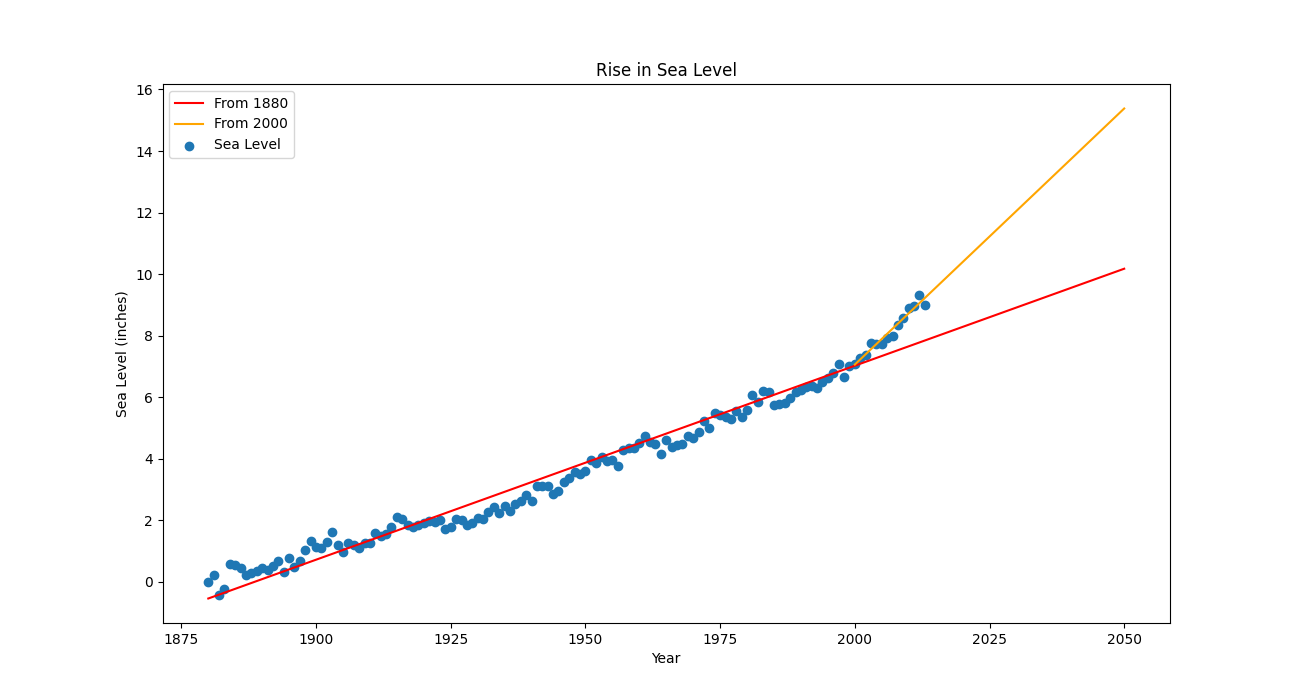 Rise in Sea Level
From 1880
From 2000
Sea Level
Sea Level (inches)
16
14
12
10
8
6
4
2
0
1875 1900 1925 1950 1975 2000 2025 2050
Year